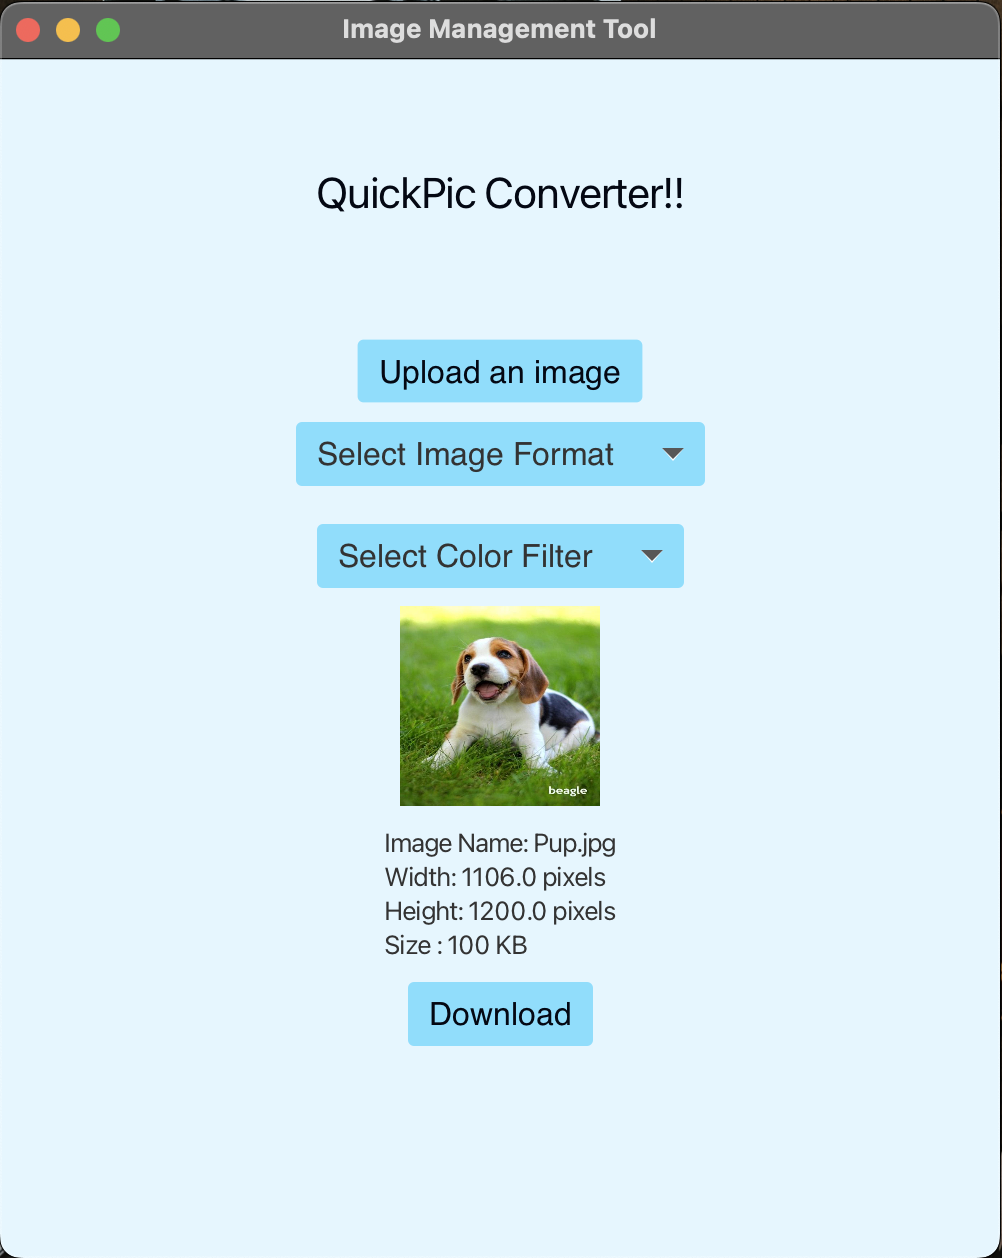 Image Management Tool
QuickPic Converter!!
Upload an image
Select Image Format
Select Color Filter
beagle
Image Name: Pup.jpg
Width: 1106.0 pixels
Height: 1200.0 pixels
Size : 100 KB
Download